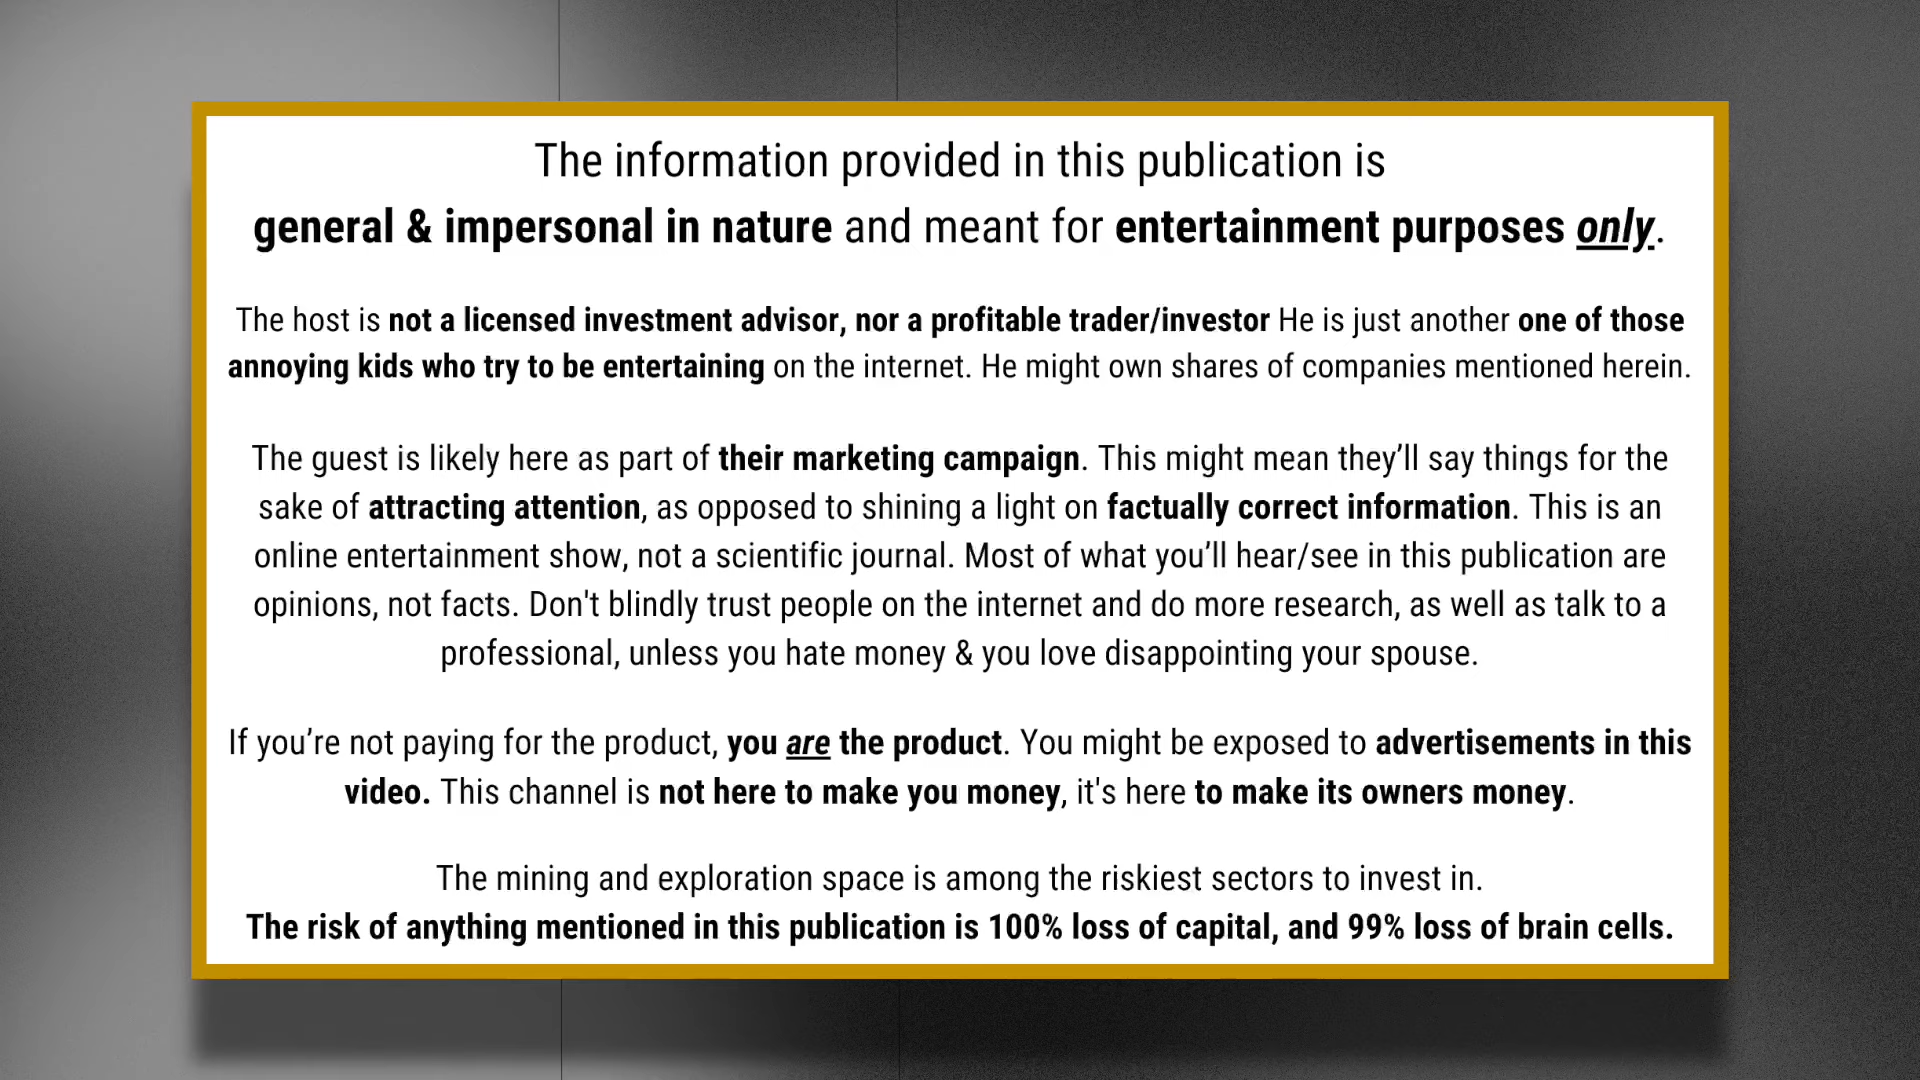 The information provided in this publication is
general & impersonal in nature and meant for entertainment purposes only.
The host is not a licensed investment advisor, nor a profitable trader/investor He is just another one of those
annoying kids who try to be entertaining on the internet. He might own shares of companies mentioned herein.
The guest is likely here as part of their marketing campaign. This might mean they’ll say things for the
sake of attracting attention, as opposed to shining a light on factually correct information. This is an
online entertainment show, not a scientific journal. Most of what you’ll hear/see in this publication are
opinions, not facts. Don't blindly trust people on the internet and do more research, as well as talk to a
professional, unless you hate money & you love disappointing your spouse.
If you’re not paying for the product, you are the product. You might be exposed to advertisements in this
video. This channel is not here to make you money, it's here to make its owners money.
The mining and exploration space is among the riskiest sectors to invest in.
The risk of anything mentioned in this publication is 100% loss of capital, and 99% loss of brain cells.